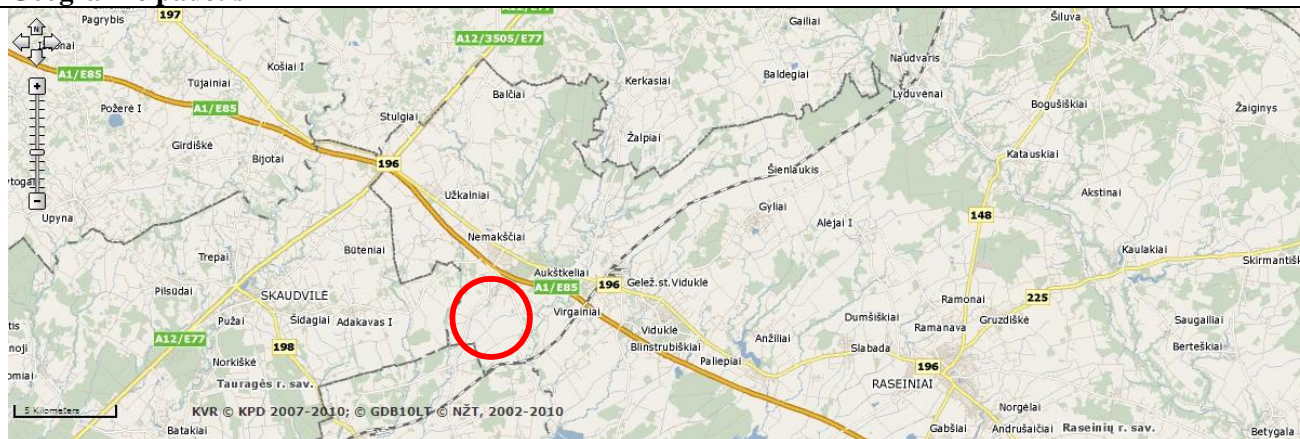 Pagrybis
197
A12/3505/E77
Gailiai
Šiluva
Košiai I
Naudvaris
A1/E85
Tūjainiai
Kerkasiai
Baldegiai
Balčiai
Lyduvėnai
Požerė I
A1/E85
Bogušiškiai
Žaiginys
Stulgiai
Girdiškė
Žalpiai
Bijotai
196
Katauskiai
Šienlaukis
Užkalniai
Akstinai
Upyna
Gyliai
148
Alėjai I
Nemakščiai
Būteniai
Kaulakiai
Trepai
Skirmantišk
Aukštkeliai
A1/E85
196
Gelež.st.Viduklė
Pilsūdai
SKAUDVILĖ
Ramonai
225
Virgainiai
Pužai
Šidagiai
Adakavas I
Dumšiškiai
Gruzdiškė
Saugailiai
Viduklė
Ramanava
A12/E77
Anžiliai
198
Blinstrubiškiai
Slabada
Berteškiai
Paliepiai
Norkiškė
196
Tauragės r. sav.
RASEINIAI
5 Kilometers
KVR © KPD 2007-2010; © GDB10LT © NŽT, 2002-2010
Norgėlai
Batakiai
Gabšiai
Andrušaičiai
Raseinių r. sav.
Betygala